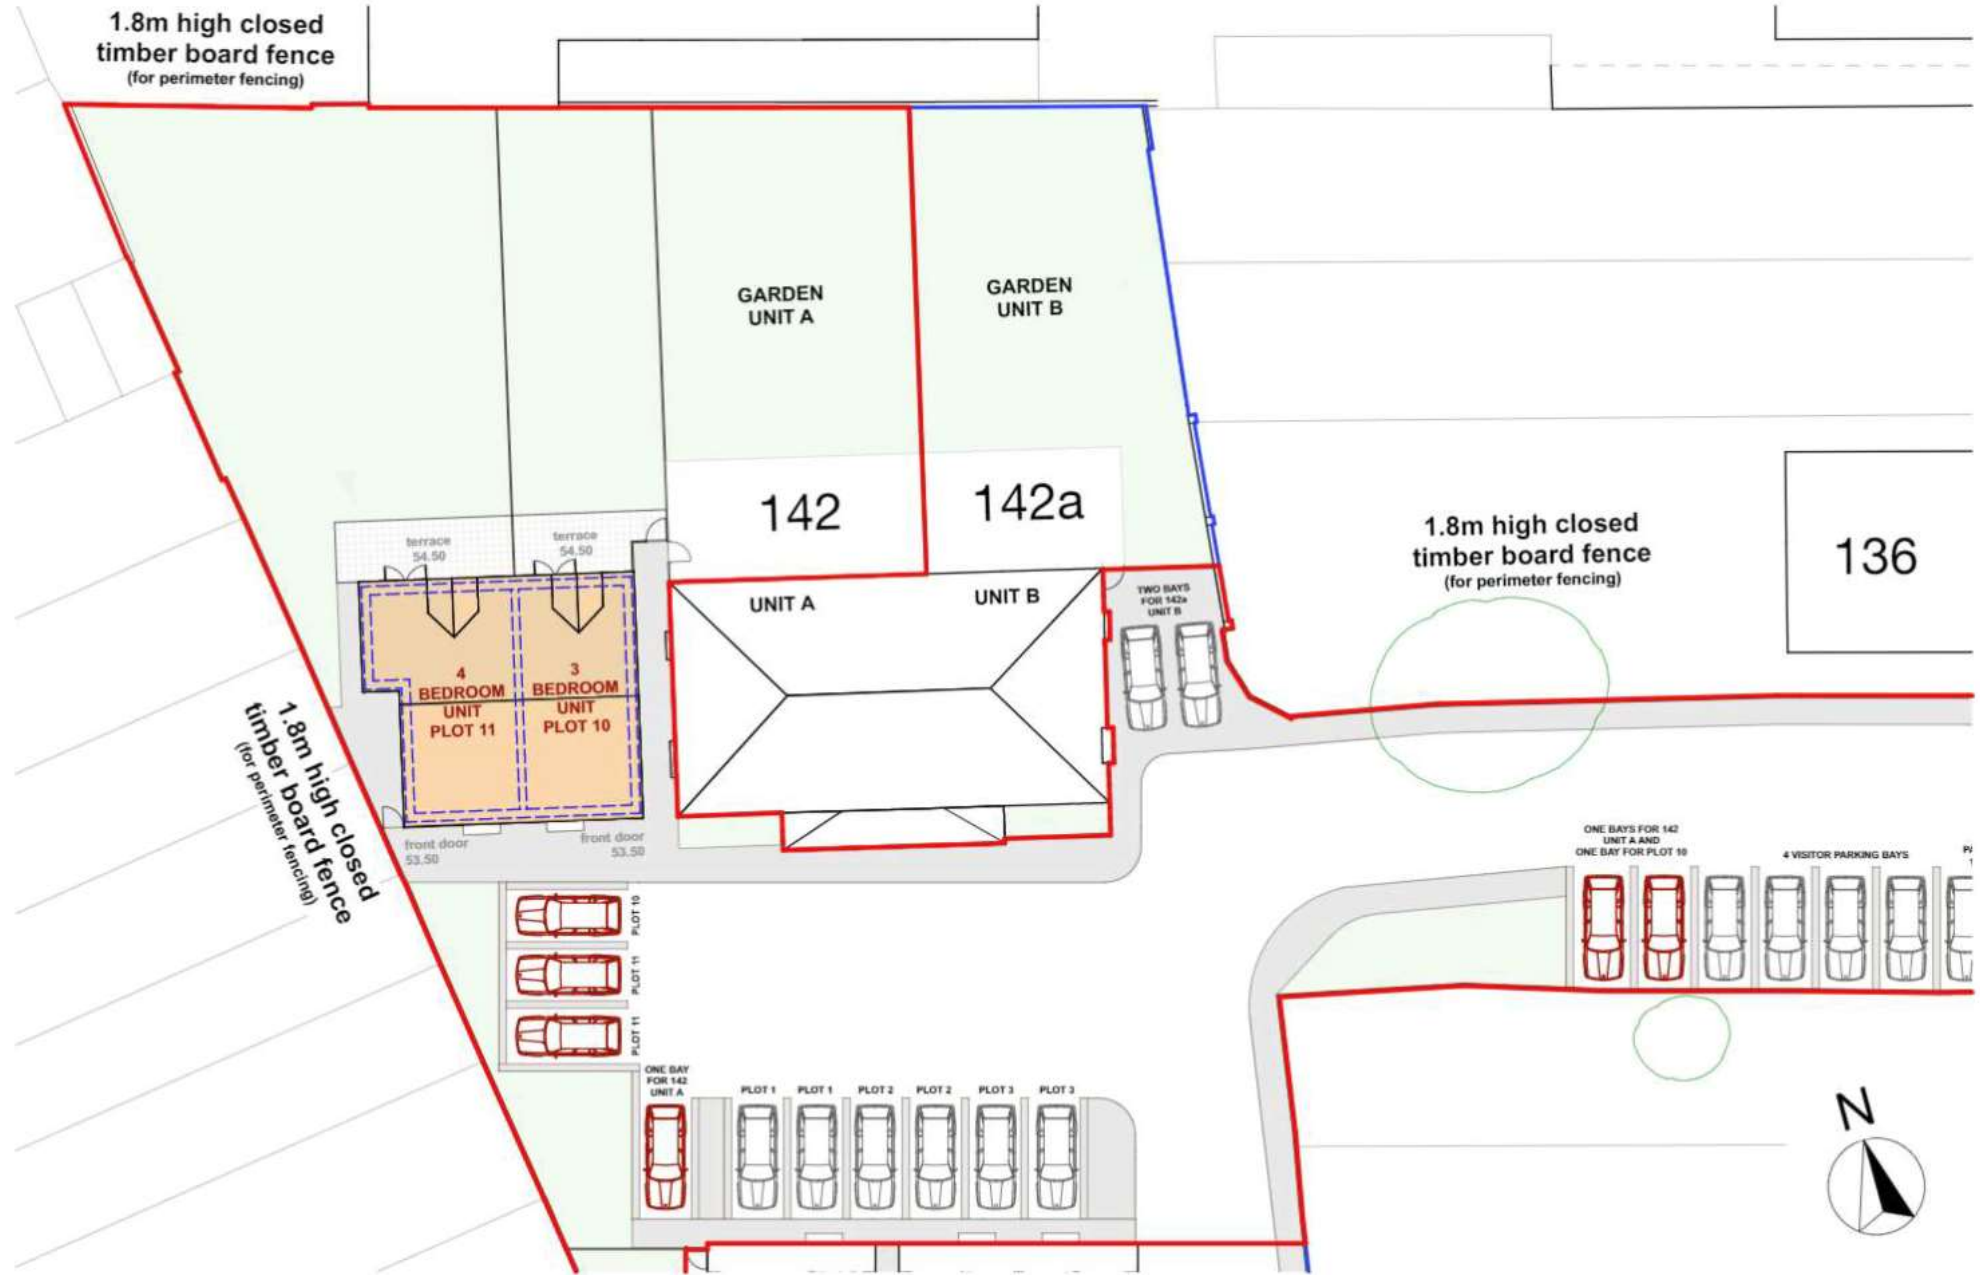 1.8m high closed
timber board fence
(for perimeter fencing)
GARDEN
UNIT A
GARDEN
UNIT B
142
142a
1.8m high closed
timber board fence
(for perimeter fencing)
136
terrace
54.50
terrace
54.50
UNIT A
UNIT B
TWO BAYS
FOR 142a
UNIT B
4
BEDROOM
UNIT
PLOT 11
3
BEDROOM
UNIT
PLOT 10
1.8m high closed
timber board fence
(for perimeter fencing)
front door
53.50
front door
53.50
ONE BAYS FOR 142
UNIT A AND
ONE BAY FOR PLOT 10
4 VISITOR PARKING BAYS
PLOT 10
PLOT 11
PLOT 11
ONE BAY
FOR 142
UNIT A
PLOT 1
PLOT 1
PLOT 2
PLOT 2
PLOT 3
PLOT 3
N